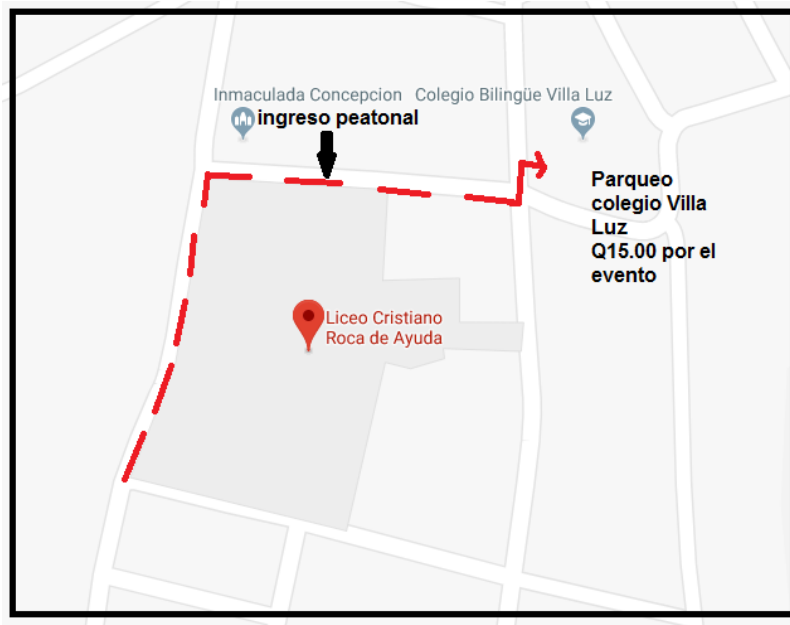 Inmaculada Concepcion
Colegio Bilingüe Villa Luz
ingreso peatonal
Parqueo
colegio Villa
Luz
Q15.00 por el
evento
Liceo Cristiano
Roca de Ayuda